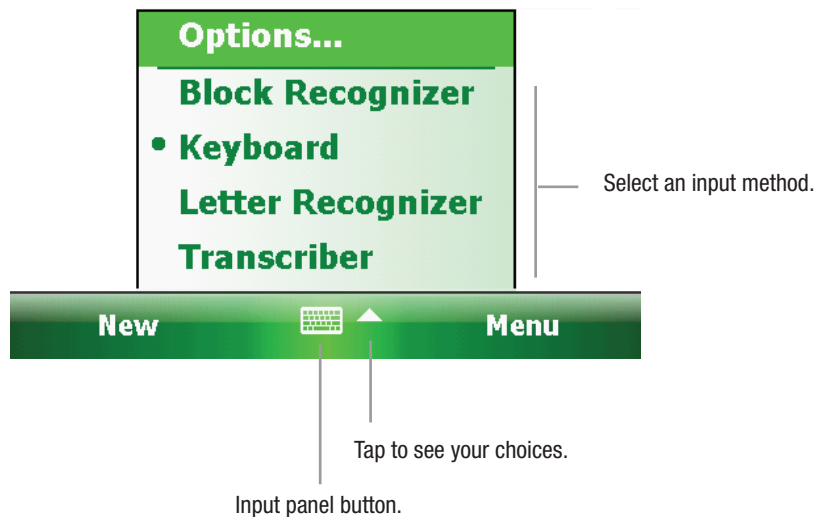 Options...
Block Recognizer
Keyboard
Letter Recognizer
Transcriber
Select an input method.
New Menu
Tap to see your choices.
Input panel button.